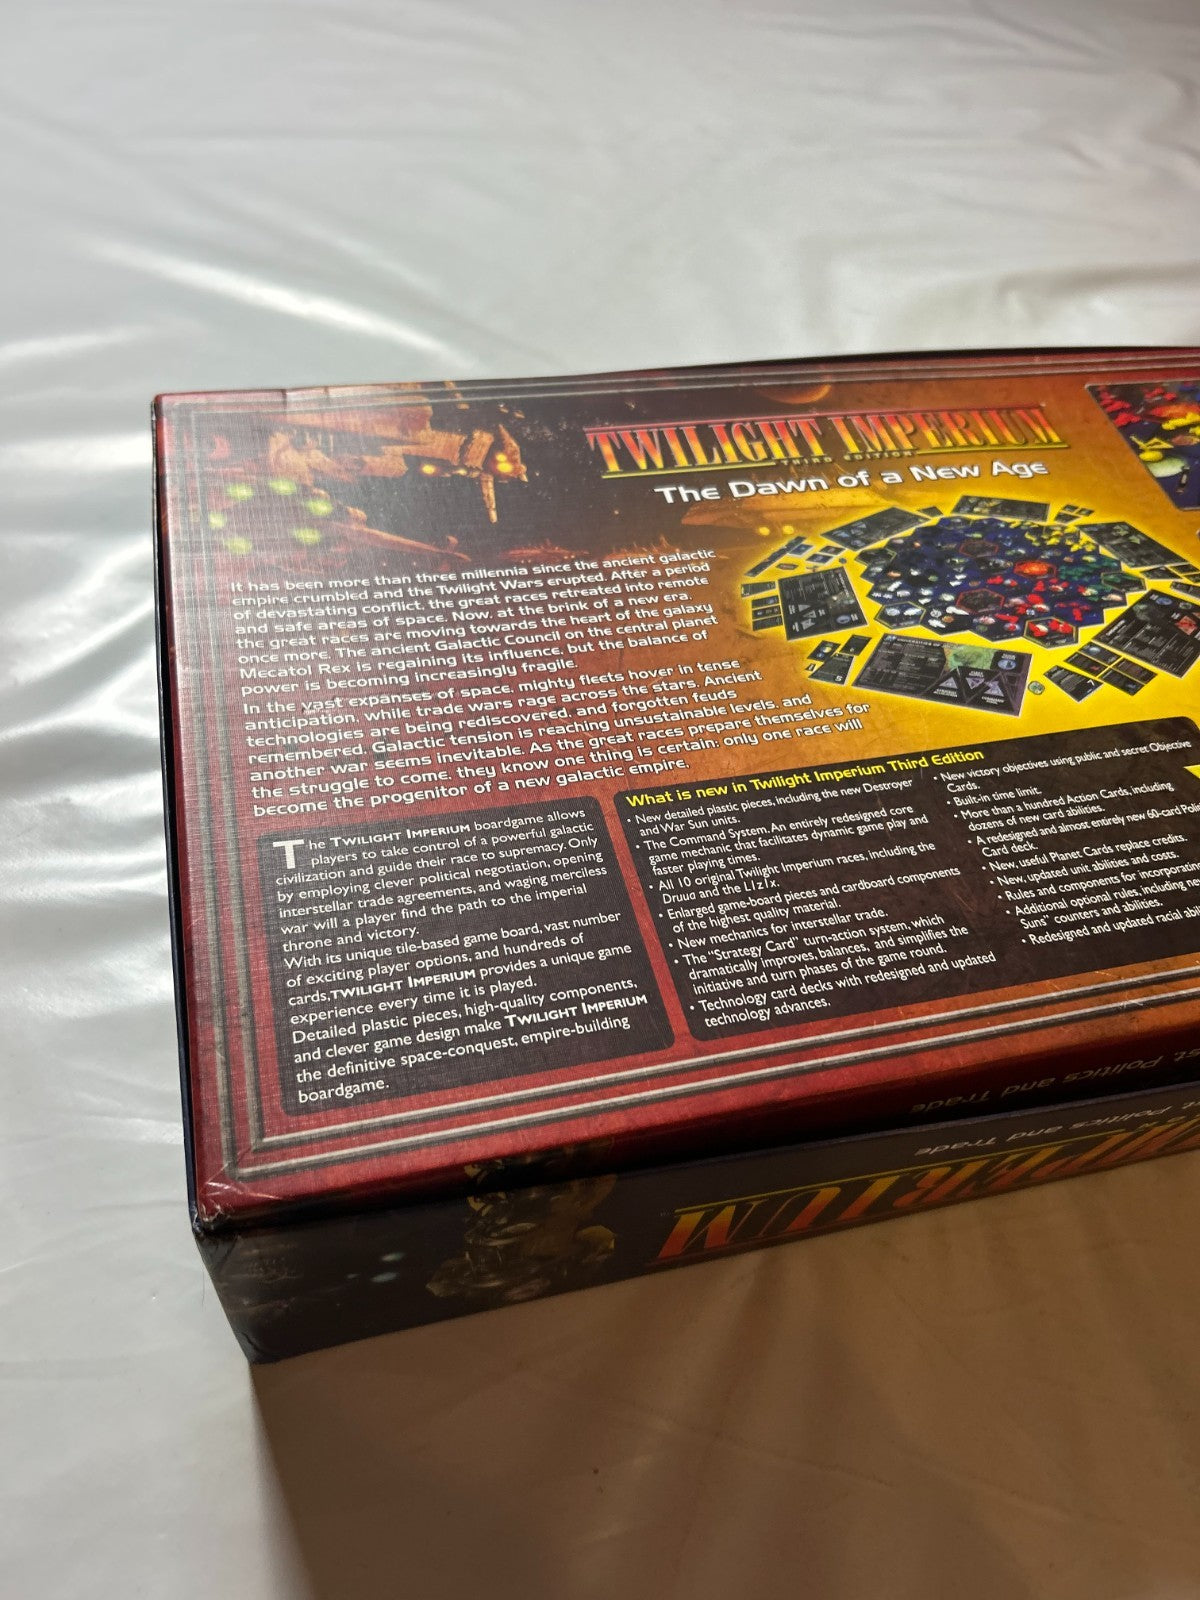 TWILIGHT IMPERIUM
THIRD EDITION
The Dawn of a New Age
It has been more than three millennia since the ancient galactic
empire crumbled and the Twilight Wars erupted. After a period
of devastating conflict, the great races retreated into remote
and safe areas of space. Now, at the brink of a new era,
the great races are moving towards the heart of the galaxy
once more. The ancient Galactic Council on the central planet
Mecatol Rex is regaining its influence, but the balance of
power is becoming increasingly fragile.
In the vast expanses of space, mighty fleets hover in tense
anticipation, while trade wars rage across the stars. Ancient
technologies are being rediscovered, and forgotten feuds
remembered. Galactic tension is reaching unsustainable levels, and
another war seems inevitable. As the great races prepare themselves for
the struggle to come, they know one thing is certain: only one race will
become the progenitor of a new galactic empire.
The TWILIGHT IMPERIUM boardgame allows
players to take control of a powerful galactic
civilization and guide their race to supremacy. Only
by employing clever political negotiation, opening
interstellar trade agreements, and waging merciless
war will a player find the path to the imperial
throne and victory.
With its unique tile-based game board, vast number
of exciting player options, and hundreds of
cards,TWILIGHT IMPERIUM provides a unique game
experience every time it is played.
Detailed plastic pieces, high-quality components,
and clever game design make TWILIGHT IMPERIUM
the definitive space-conquest, empire-building
boardgame.
What is new in Twilight Imperium Third Edition
• New detailed plastic pieces, including the new Destroyer
and War Sun units.
• The Command System. An entirely redesigned core
game mechanic that facilitates dynamic game play and
faster playing times.
• All 10 original Twilight Imperium races, including the
Druua and the L1z1x.
• Enlarged game-board pieces and cardboard components
of the highest quality material.
• New mechanics for interstellar trade.
• The "Strategy Card" turn-action system, which
dramatically improves, balances, and simplifies the
initiative and turn phases of the game round.
• Technology card decks with redesigned and updated
technology advances.
• New victory objectives using public and secret Objective
Cards.
• Built-in time limit.
• More than a hundred Action Cards, including
dozens of new card abilities.
• A redesigned and almost entirely new 60-card Pol
Card deck.
• New, useful Planet Cards replace credits.
• New, updated unit abilities and costs.
• Rules and components for incorporati
• Additional optional rules, including ne
Suns" counters and abilities.
• Redesigned and updated racial ab
st, Politics and Trade
Politics and Trade
PERIUM